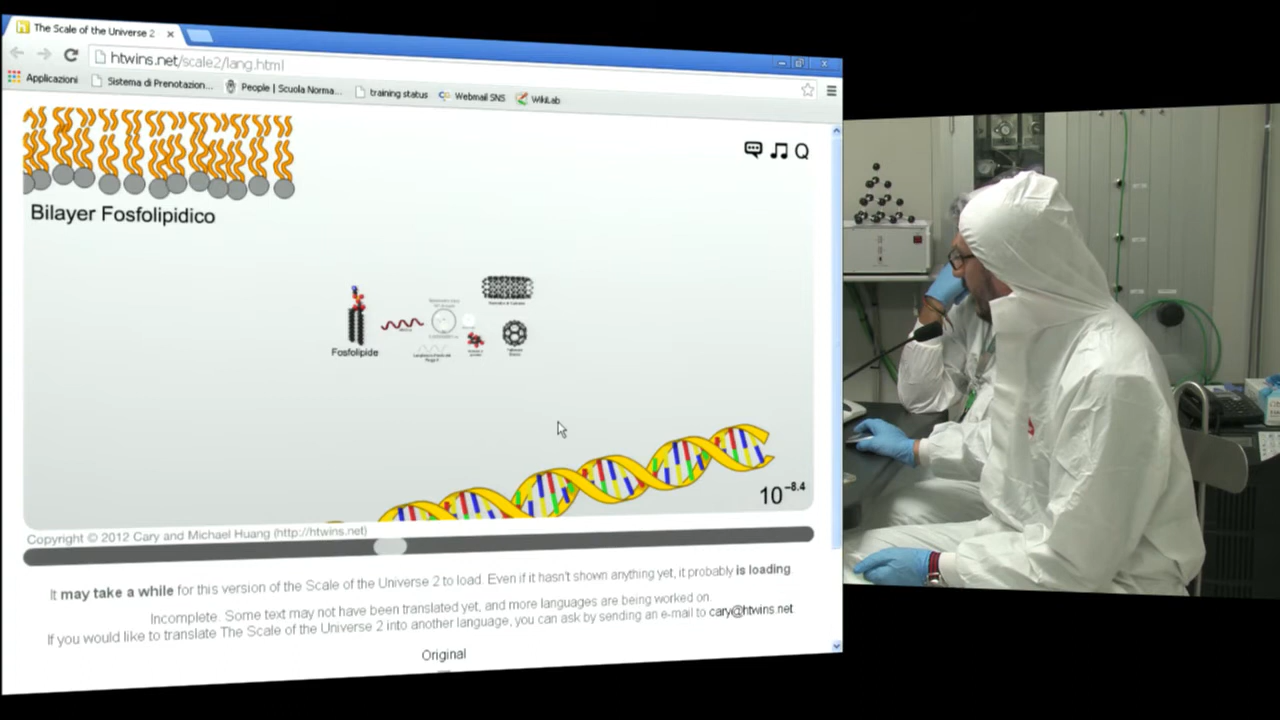 The Scale of the Universe 2
htwins.net/scale2/lang.html
Applicazioni
Sistema di Prenotazion...
People | Scuola Norma...
training status
Webmail SNS
WikiLab
Q
Bilayer Fosfolipidico
Fosfolipide
10−8.4
Copyright © 2012 Cary and Michael Huang (http://htwins.net)
It may take a while for this version of the Scale of the Universe 2 to load. Even if it hasn't shown anything yet, it probably is loading.
Incomplete. Some text may not have been translated yet, and more languages are being worked on.
If you would like to translate The Scale of the Universe 2 into another language, you can ask by sending an e-mail to cary@htwins.net
Original